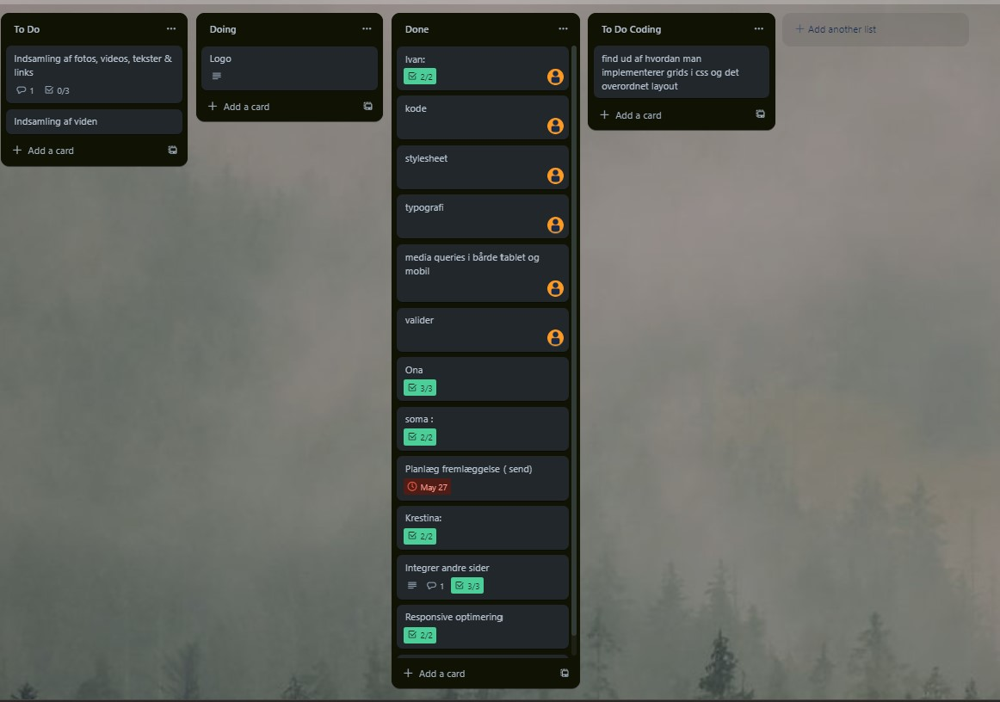 To Do
Indsamling af fotos, videos, tekster &
links
1
0/3
Indsamling af viden
Add a card
Doing
Logo
Add a card
Done
Ivan:
2/2
kode
stylesheet
typografi
media queries i bårde tablet og
mobil
valider
Ona
3/3
soma :
2/2
Planlæg fremlæggelse ( send)
May 27
Krestina:
2/2
Integrer andre sider
1
3/3
Responsive optimering
2/2
Add a card
To Do Coding
find ud af hvordan man
implementerer grids i css og det
overordnet layout
Add a card
Add another list